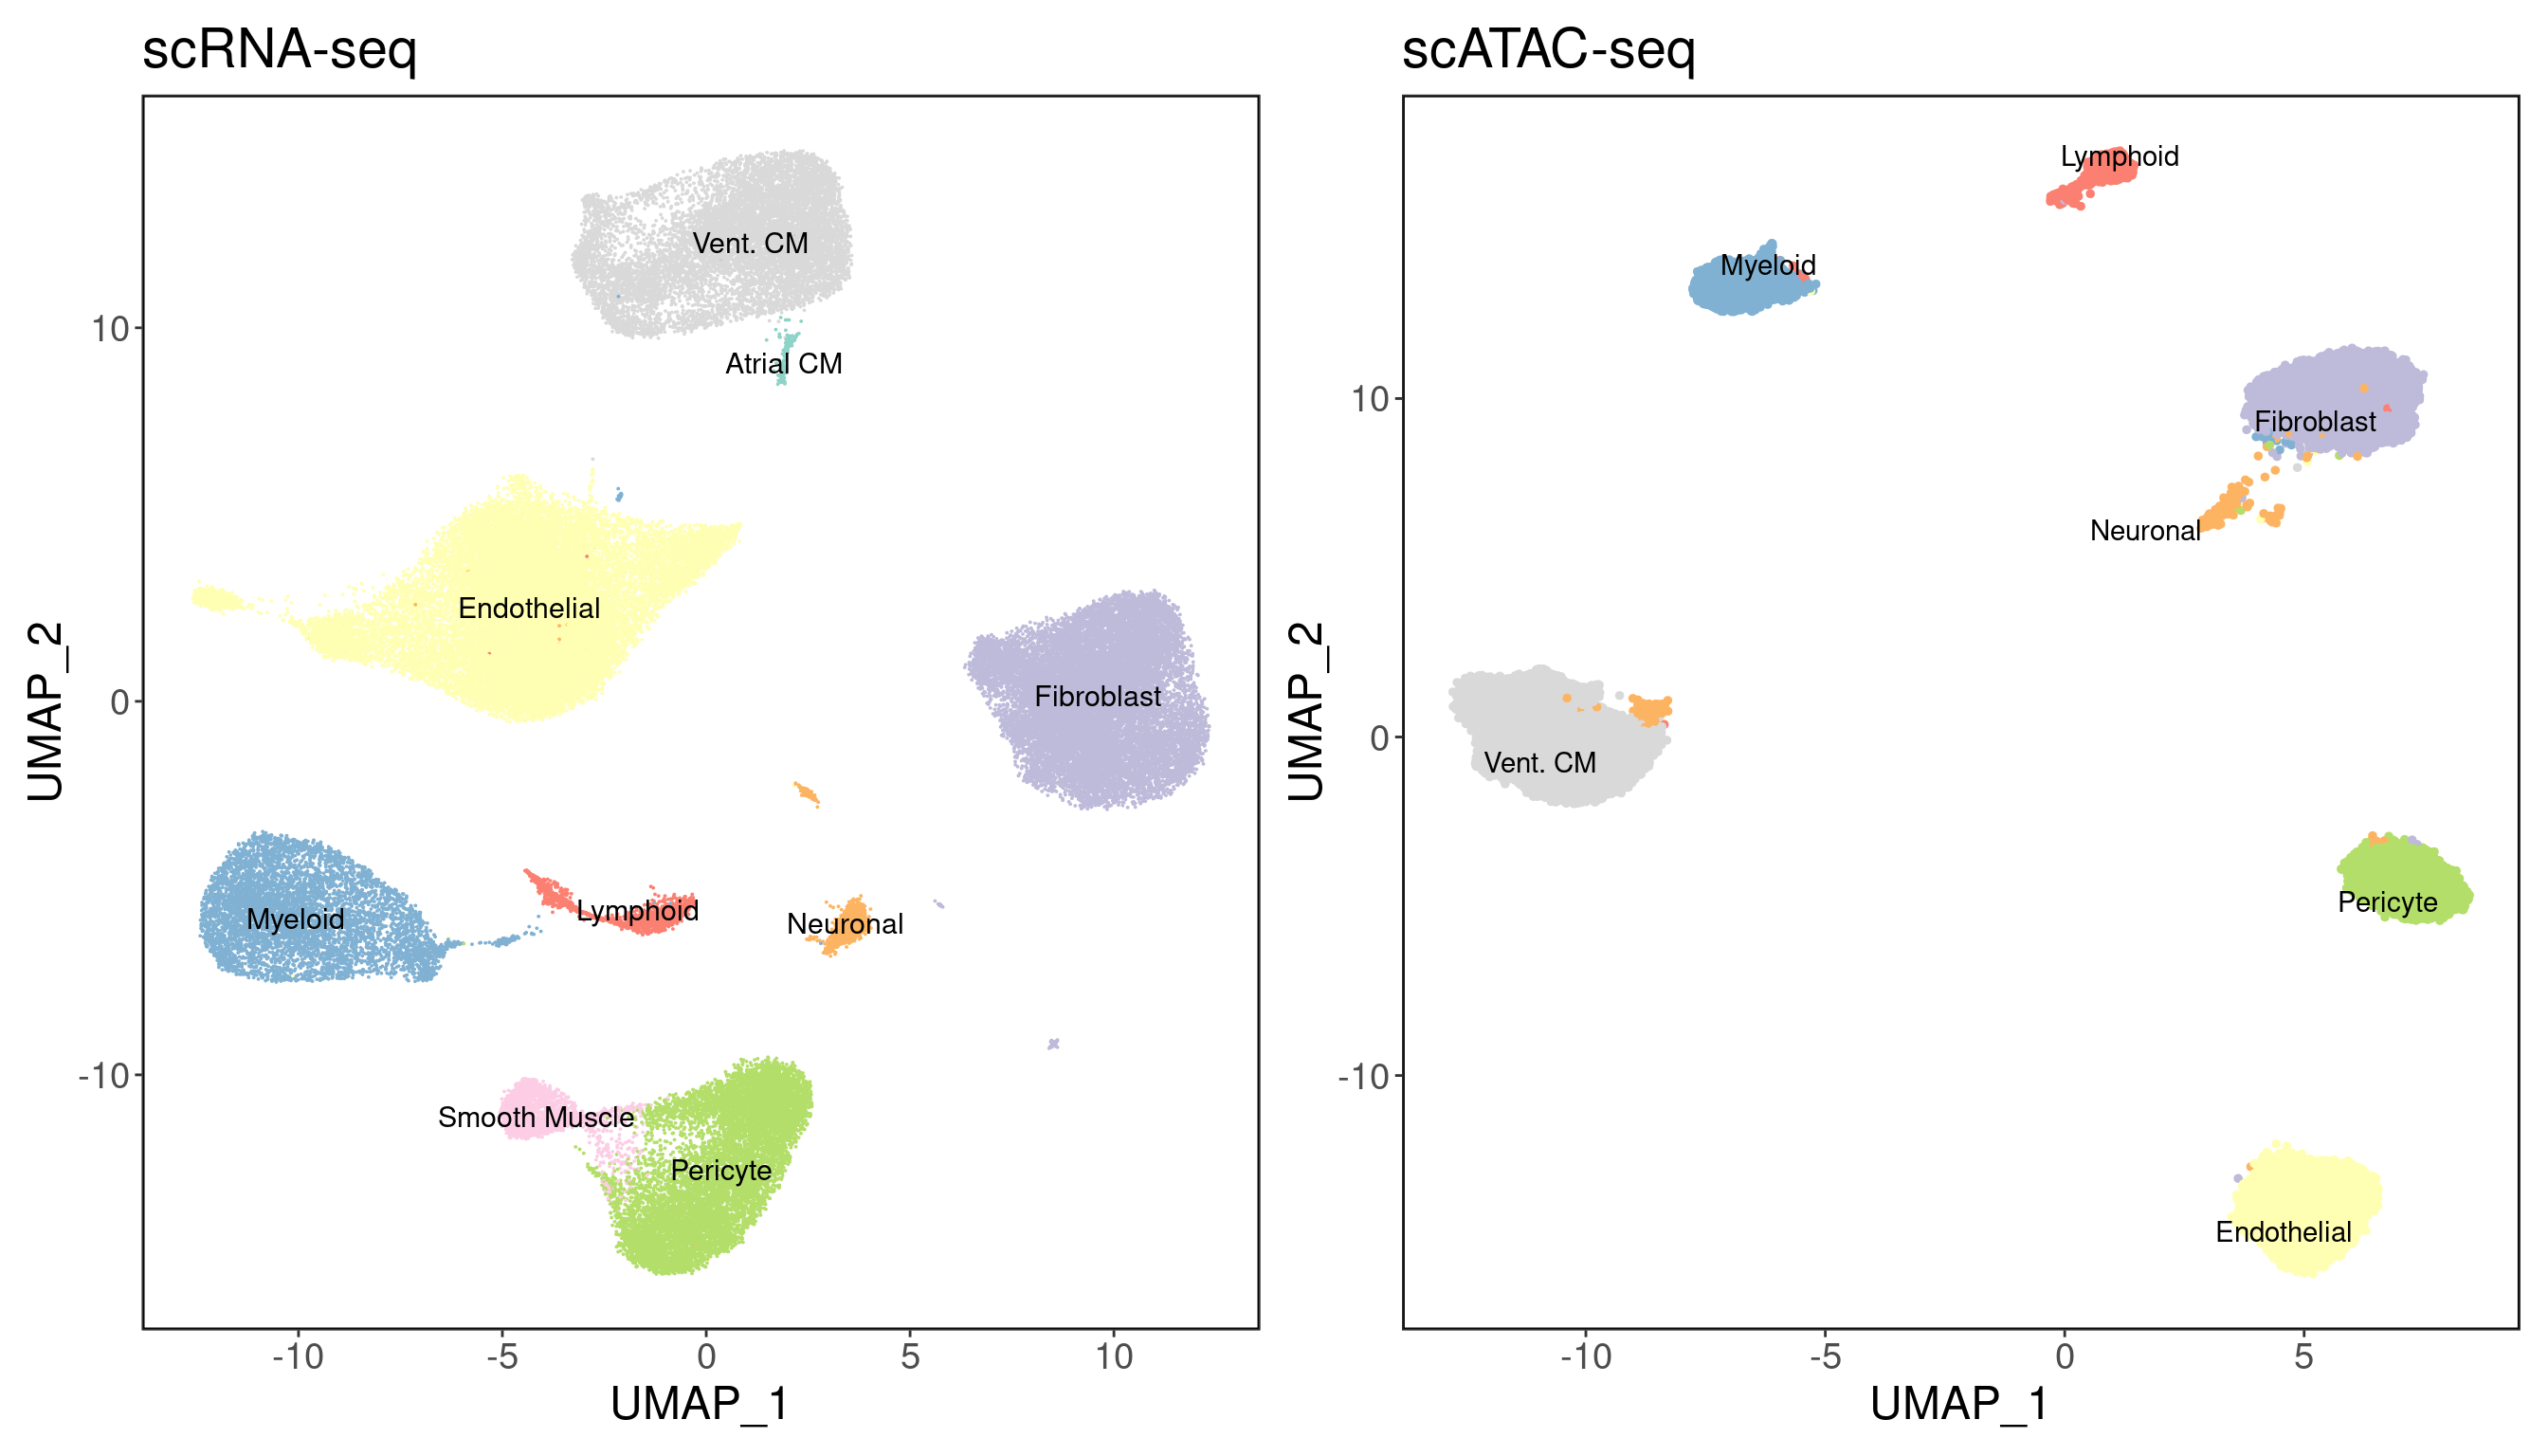 scRNA-seq
Vent. CM
10
Atrial CM
Endothelial
UMAP_2
0
Fibroblast
Myeloid
Lymphoid
Neuronal
-10
Smooth Muscle
Pericyte
-10
-5
0
5
10
UMAP_1
scATAC-seq
Lymphoid
Myeloid
10
Fibroblast
Neuronal
UMAP_2
0
Vent. CM
Pericyte
-10
Endothelial
-10
-5
0
5
UMAP_1